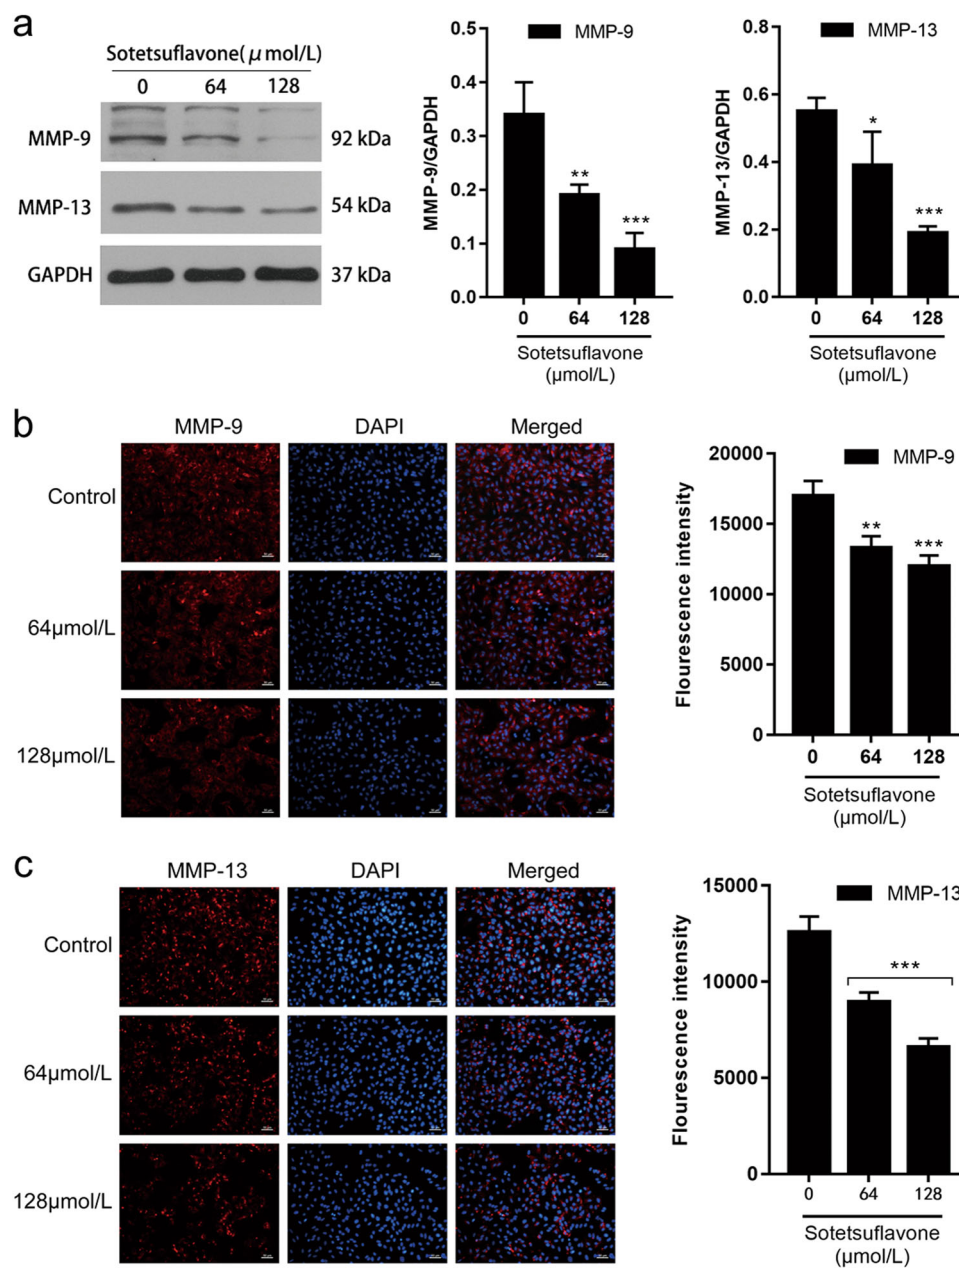 a
Sotetsuflavone(μ mol/L)
0 64 128
MMP-9 92 kDa
MMP-13 54 kDa
GAPDH 37 kDa
MMP-9
MMP-9/GAPDH
0.5
0.4
0.3
0.2
0.1
0.0
**
***
0 64 128
Sotetsuflavone
(μmol/L)
MMP-13
MMP-13/GAPDH
0.8
0.6
0.4
0.2
0.0
*
***
0 64 128
Sotetsuflavone
(μmol/L)
b
MMP-9 DAPI Merged
Control
64μmol/L
128μmol/L
MMP-9
Flourescence intensity
20000
15000
10000
5000
0
**
***
0 64 128
Sotetsuflavone
(μmol/L)
c
MMP-13 DAPI Merged
Control
64μmol/L
128μmol/L
MMP-13
Flourescence intensity
15000
10000
5000
0
***
0 64 128
Sotetsuflavone
(μmol/L)